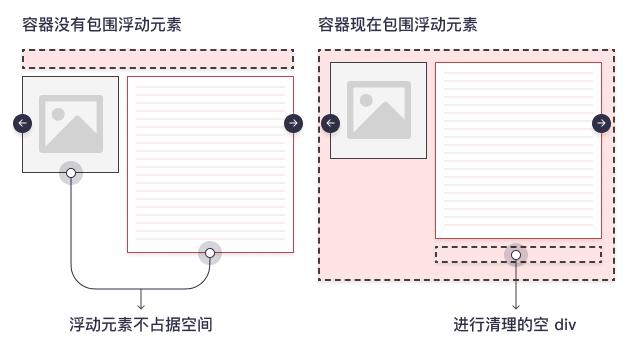 容器没有包围浮动元素
容器现在包围浮动元素
浮动元素不占据空间
进行清理的空 div